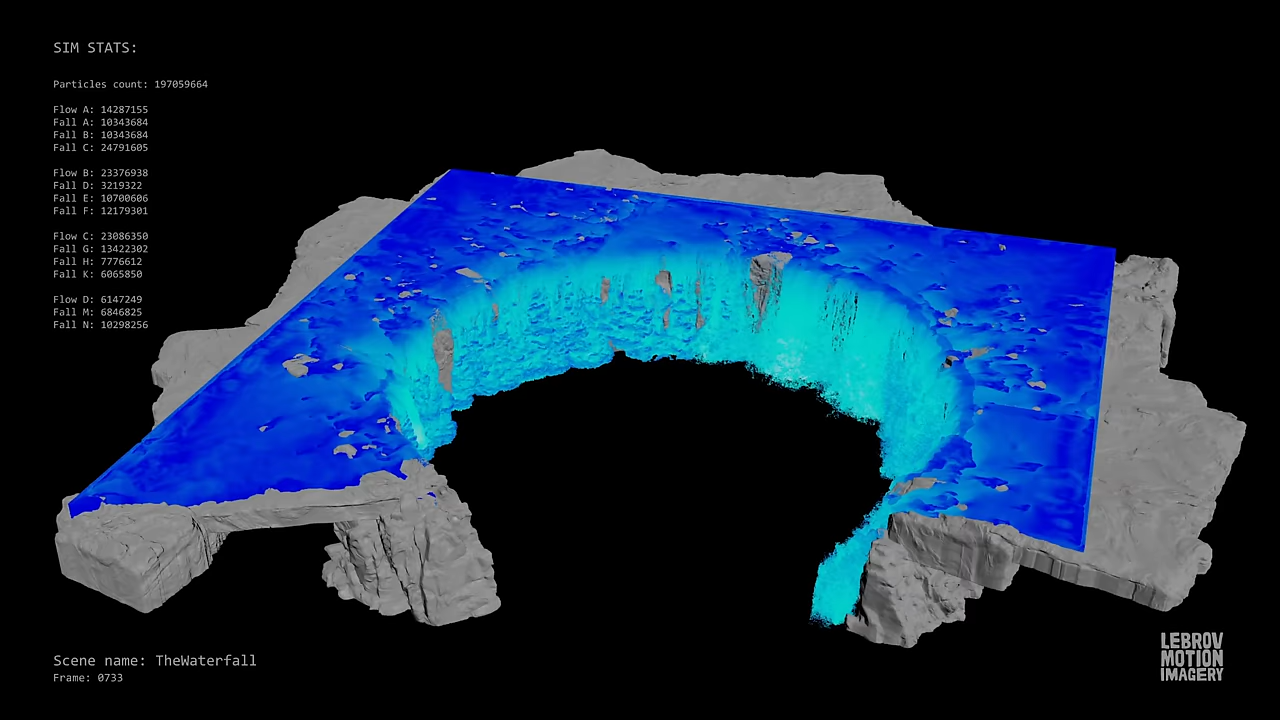 SIM STATS:
Particles count: 197059664
Flow A: 14287155
Fall A: 10343684
Fall B: 10343684
Fall C: 24791605
Flow B: 23376938
Fall D: 3219322
Fall E: 10700606
Fall F: 12179301
Flow C: 23086350
Fall G: 13422302
Fall H: 7776612
Fall K: 6065850
Flow D: 6147249
Fall M: 6846825
Fall N: 10298256
Scene name: TheWaterfall
Frame: 0733
LEBROV
MOTION
IMAGERY